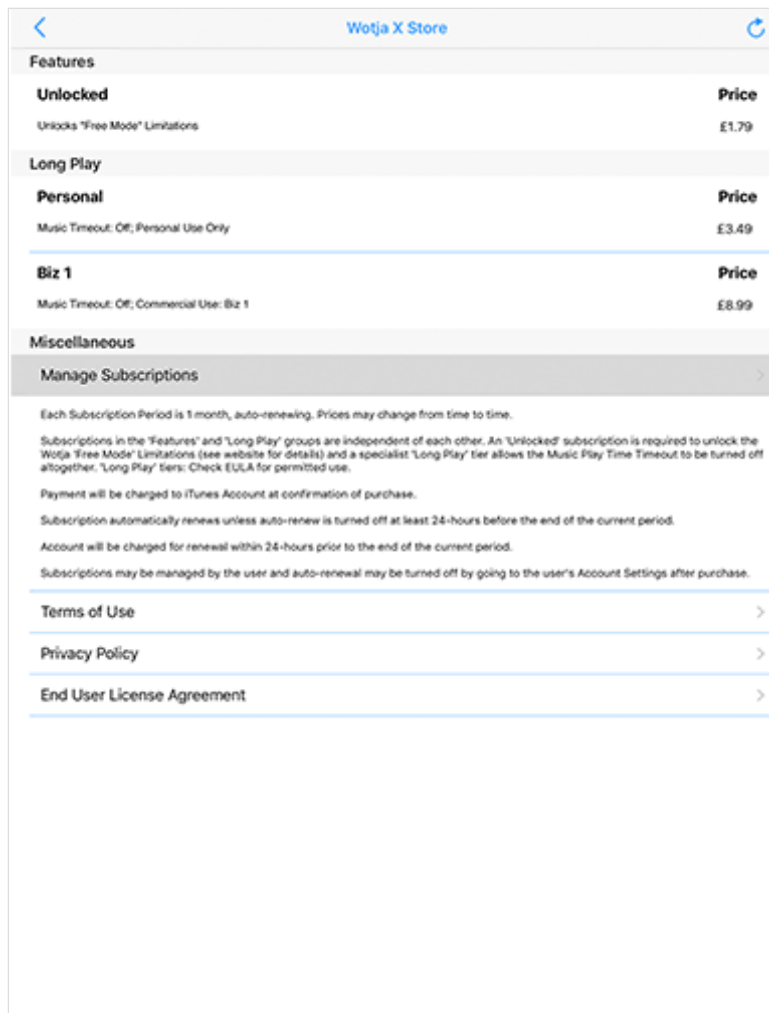 Wotja X Store
Features
Unlocked Price
Unlocks "Free Mode" Limitations £1.79
Long Play
Personal Price
Music Timeout: Off; Personal Use Only £3.49
Biz 1 Price
Music Timeout: Off; Commercial Use: Biz 1 £8.99
Miscellaneous
Manage Subscriptions
Each Subscription Period is 1 month, auto-renewing. Prices may change from time to time.
Subscriptions in the 'Features' and 'Long Play' groups are independent of each other. An 'Unlocked' subscription is required to unlock the
Wotja 'Free Mode' Limitations (see website for details) and a specialist 'Long Play' tier allows the Music Play Time Timeout to be turned off
altogether. 'Long Play' tiers: Check EULA for permitted use.
Payment will be charged to iTunes Account at confirmation of purchase.
Subscription automatically renews unless auto-renew is turned off at least 24-hours before the end of the current period.
Account will be charged for renewal within 24-hours prior to the end of the current period.
Subscriptions may be managed by the user and auto-renewal may be turned off by going to the user's Account Settings after purchase.
Terms of Use
Privacy Policy
End User License Agreement